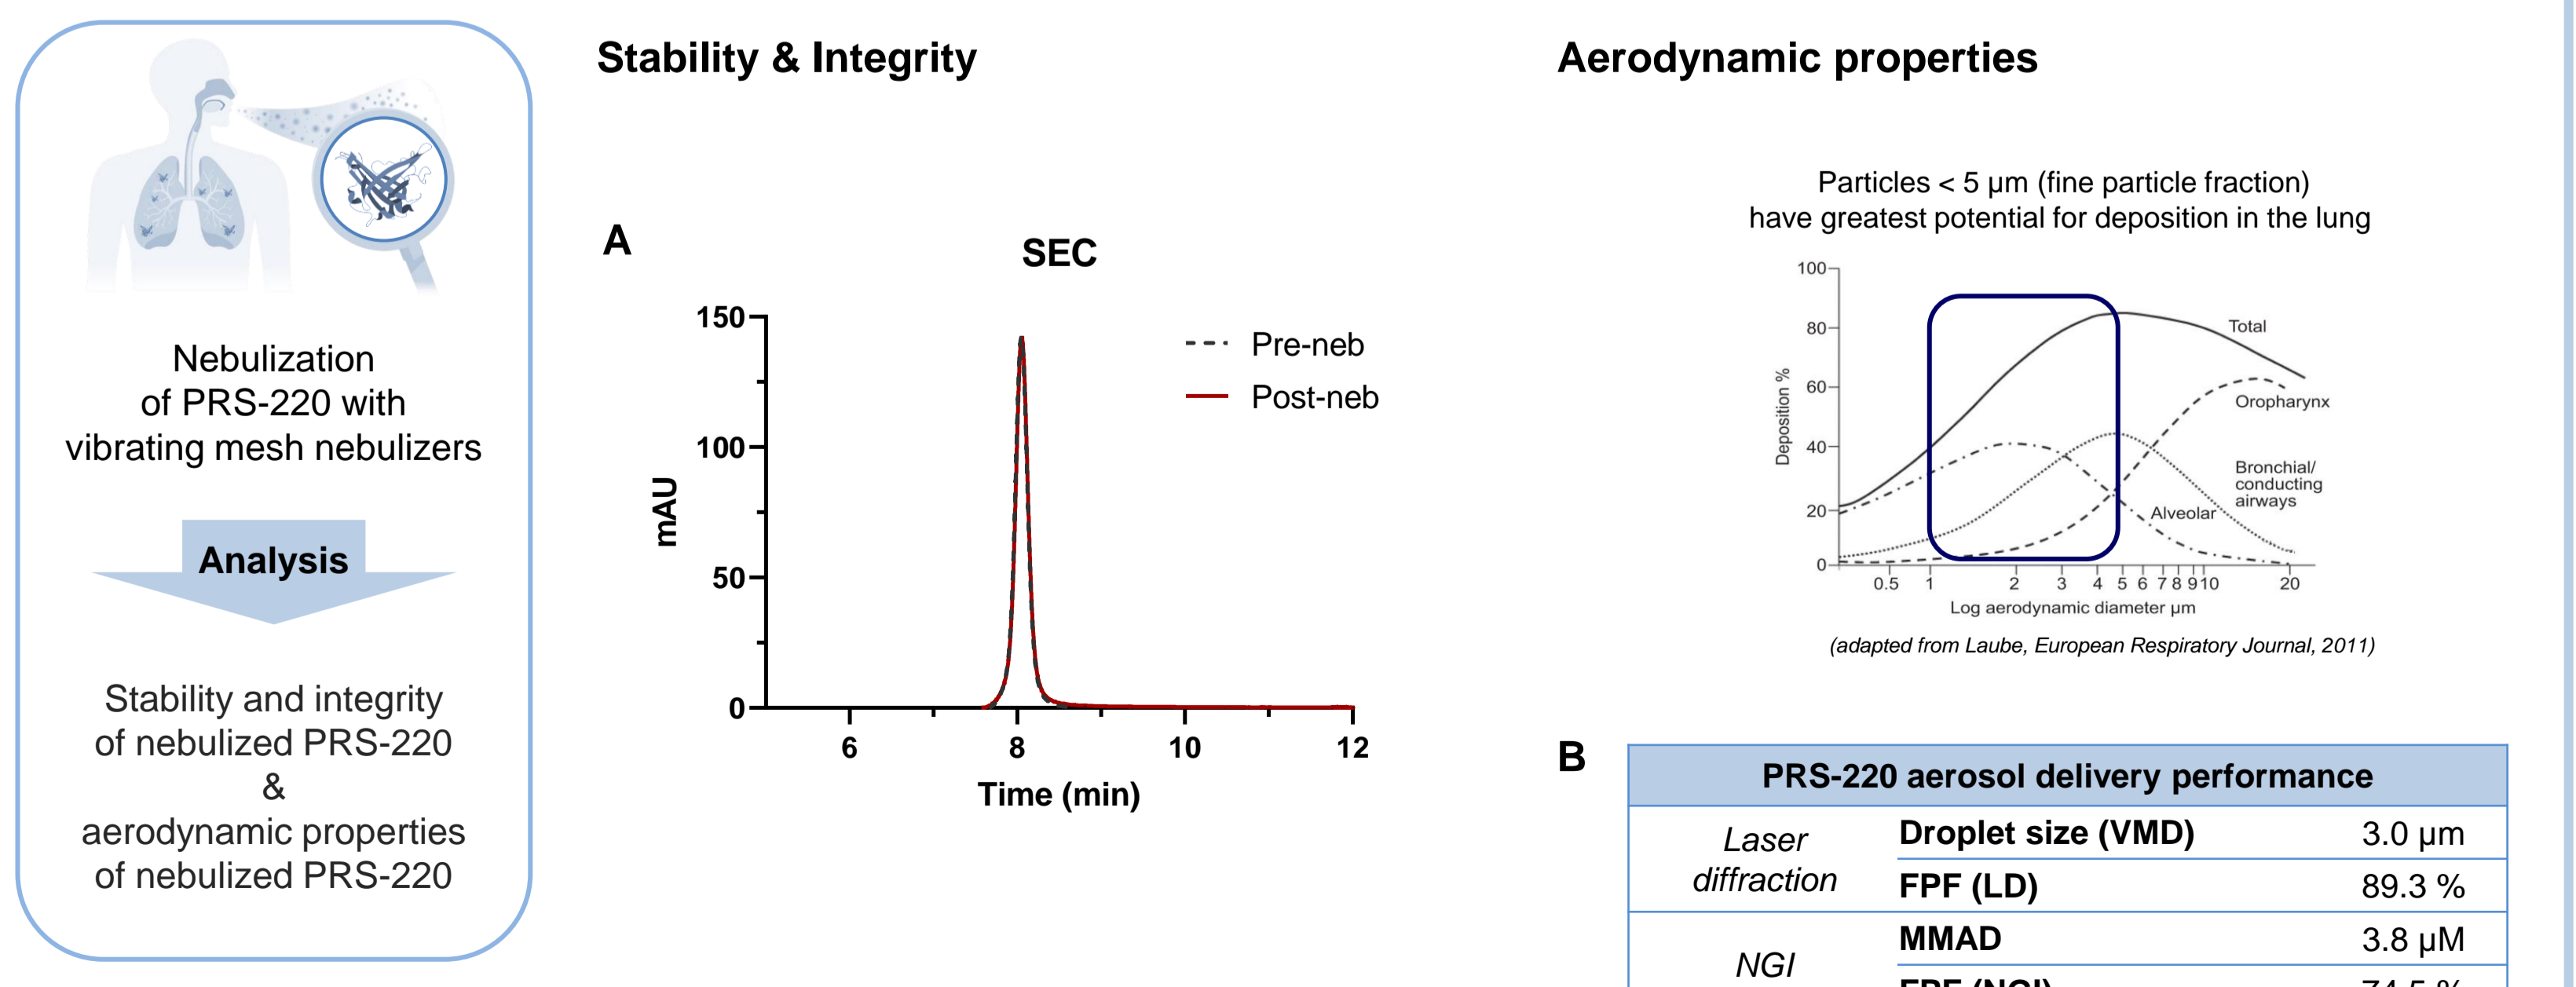 Nebulization
of PRS-220 with
vibrating mesh nebulizers
Analysis
Stability and integrity
of nebulized PRS-220
&
aerodynamic properties
of nebulized PRS-220
Stability & Integrity
A
SEC
150
100
50
0
mAU
6 8 10 12
Time (min)
Pre-neb
Post-neb
Aerodynamic properties
Particles < 5 µm (fine particle fraction)
have greatest potential for deposition in the lung
100
80
60
40
20
0
Deposition %
Total
Oropharynx
Bronchial/
conducting
airways
Alveolar
0.5 1 2 3 4 5 6 7 8 9 10 20
Log aerodynamic diameter µm
(adapted from Laube, European Respiratory Journal, 2011)
B
PRS-220 aerosol delivery performance
Laser
diffraction
Droplet size (VMD) 3.0 µm
FPF (LD) 89.3 %
NGI
MMAD 3.8 µM
FPF (NGI) 74.5 %